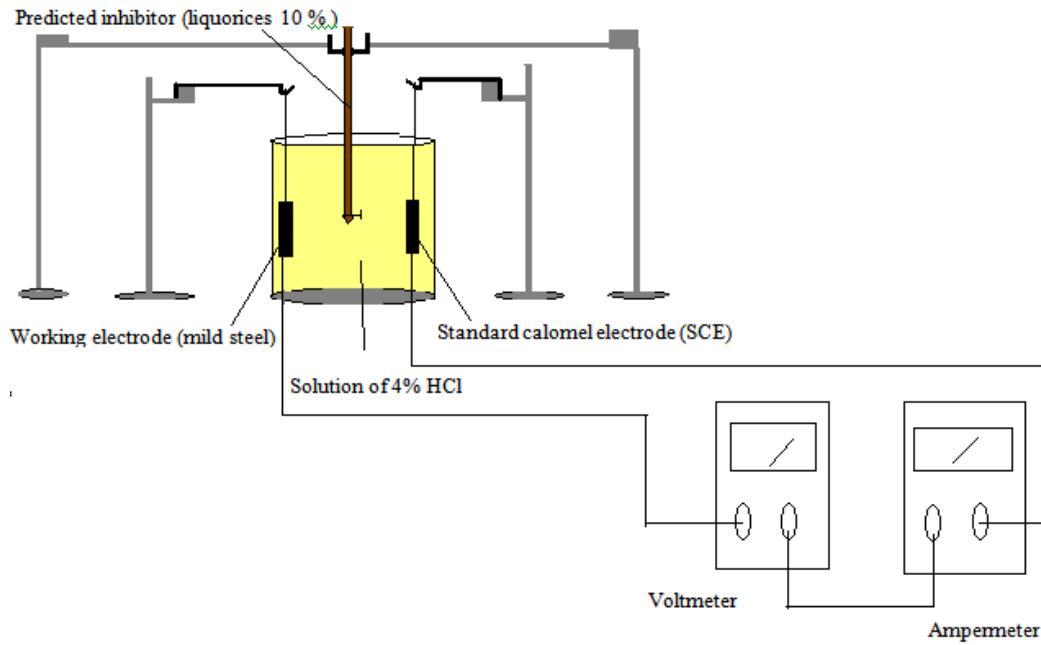 Predicted inhibitor (liquorices 10 % )
Working electrode (mild steel)
Standard calomel electrode (SCE)
Solution of 4% HCl
Voltmeter
Ampermeter